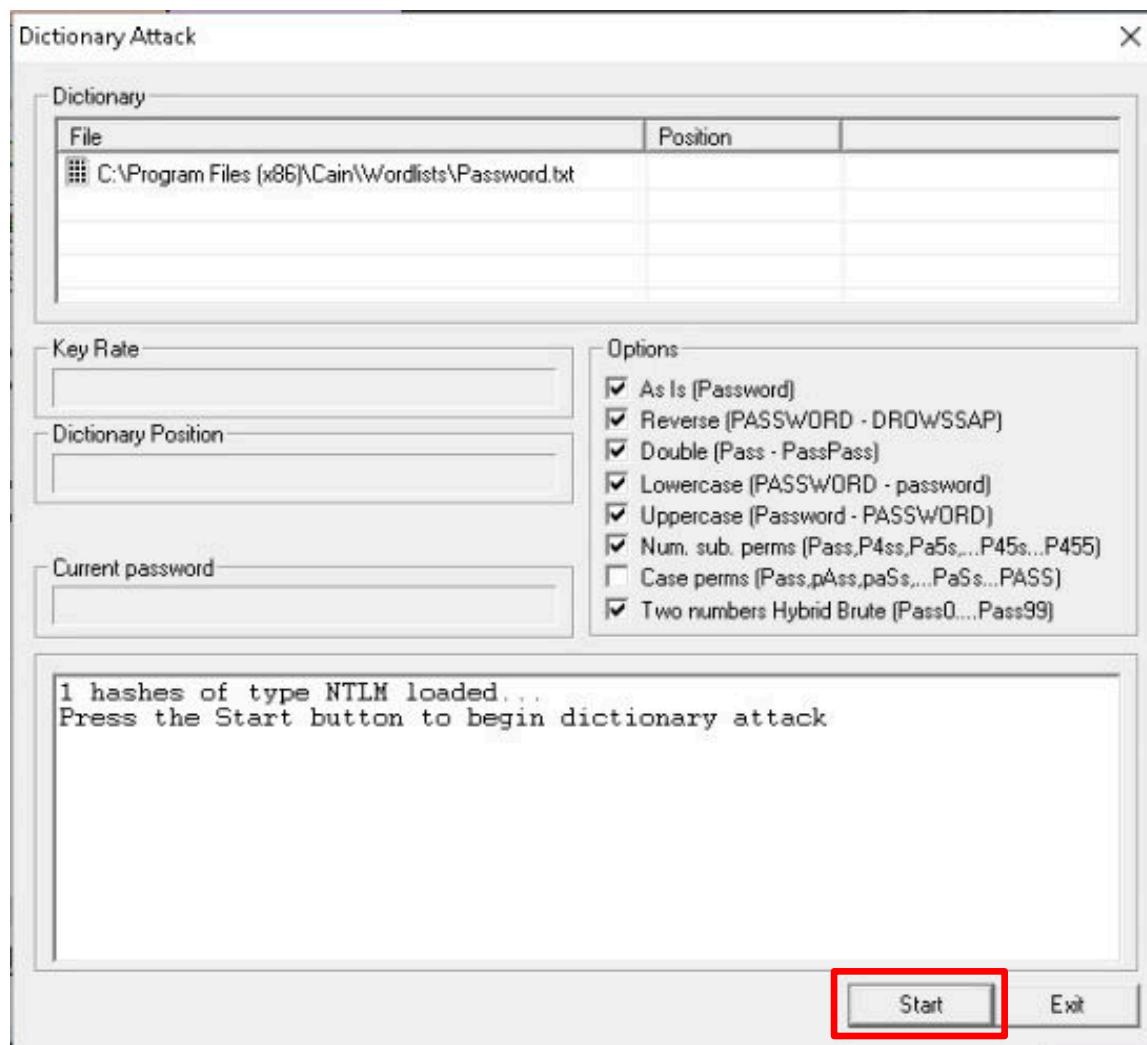 Dictionary Attack
Dictionary
File Position
C:\Program Files (x86)\Cain\Wordlists\Password.txt
Key Rate
Dictionary Position
Current password
Options
As Is (Password)
Reverse (PASSWORD - DROWSSAP)
Double (Pass - PassPass)
Lowercase (PASSWORD - password)
Uppercase (Password - PASSWORD)
Num. sub. perms (Pass,P4ss,Pa5s,...P45s...P455)
Case perms (Pass,pAss,paSs,...PaSs...PASS)
Two numbers Hybrid Brute (Pass0....Pass99)
1 hashes of type NTLM loaded...
Press the Start button to begin dictionary attack
Start Exit